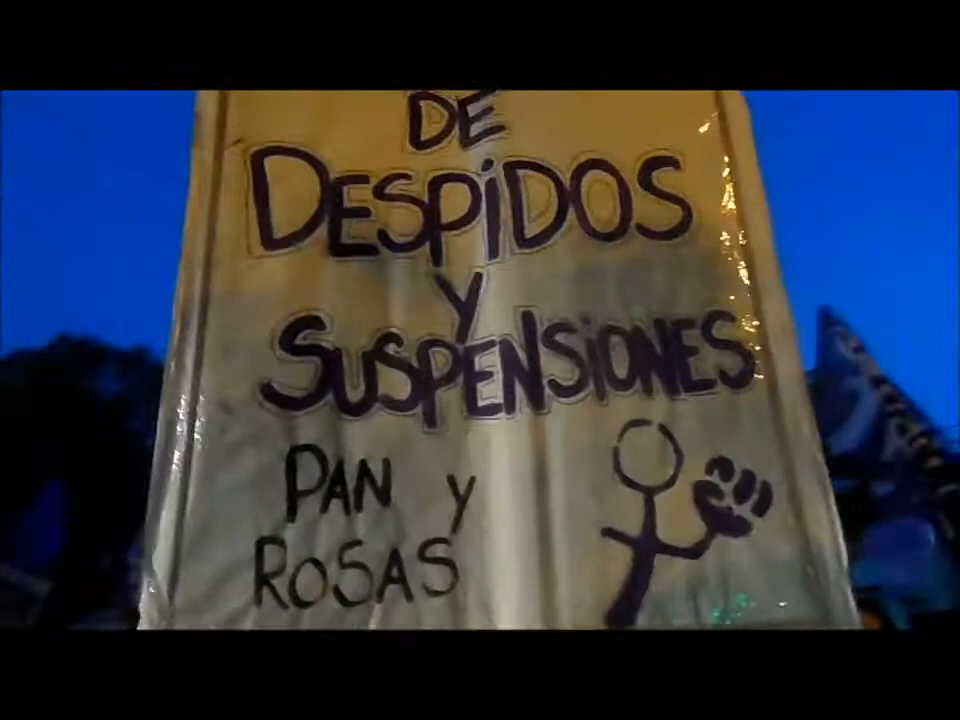 DE
DESPIDOS
Y
SUSPENSIONES
PAN Y
ROSAS